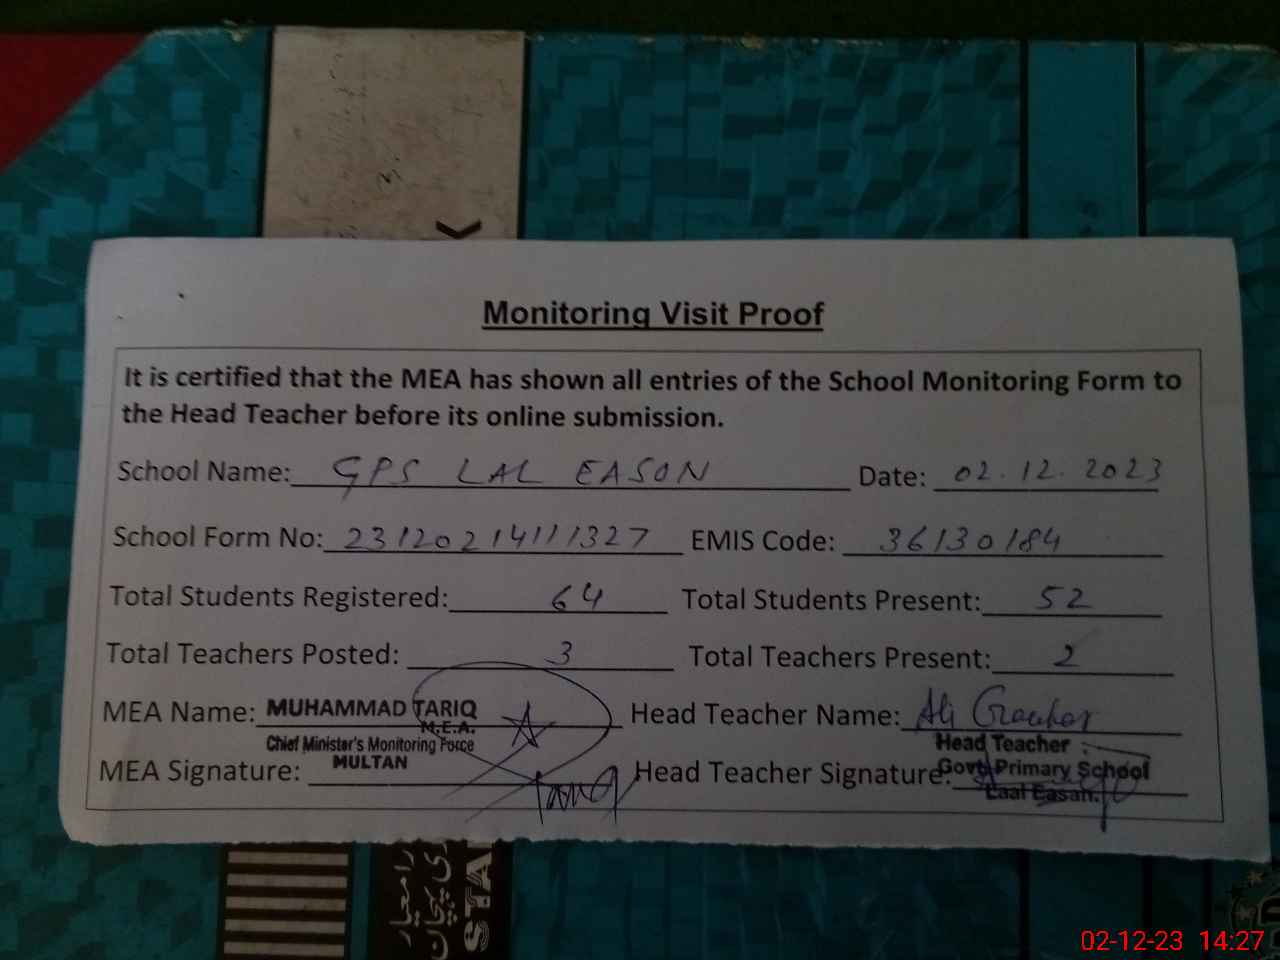 Monitoring Visit Proof
It is certified that the MEA has shown all entries of the School Monitoring Form to
the Head Teacher before its online submission.
School Name: GPS LAL EASON Date: 02.12.2023
School Form No: 23120214111327 EMIS Code: 36130184
Total Students Registered: 64 Total Students Present: 52
Total Teachers Posted: 3 Total Teachers Present: 2
MEA Name: MUHAMMAD TARIQ Head Teacher Name: Ali
M.E.A. Head Teacher
Chief Minister's Monitoring Force Govt: Primary School
MULTAN Laal Easan.
MEA Signature: Head Teacher Signature:
STA
02-12-23 14:27